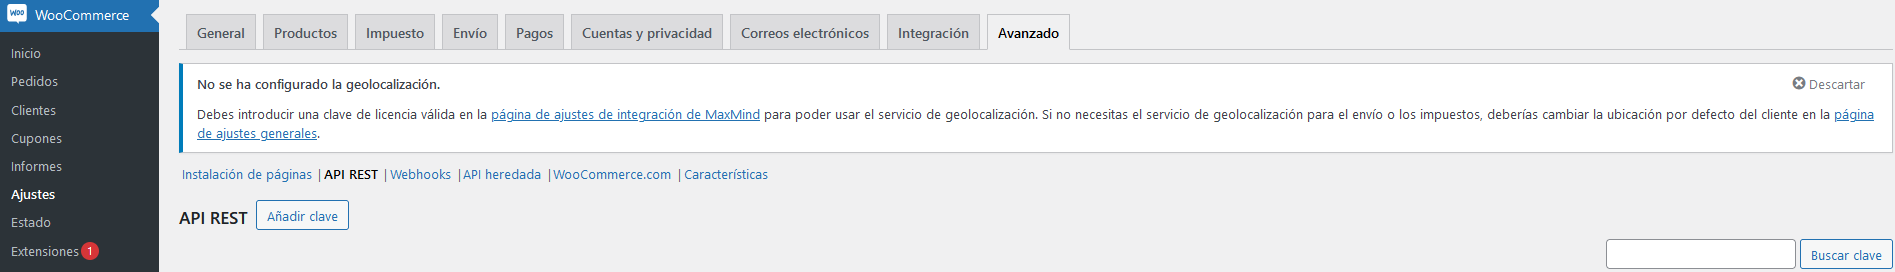 WooCommerce
Inicio
Pedidos
Clientes
Cupones
Informes
Ajustes
Estado
Extensiones 1
General Productos Impuesto Envío Pagos Cuentas y privacidad Correos electrónicos Integración Avanzado
No se ha configurado la geolocalización.
Descartar
Debes introducir una clave de licencia válida en la página de ajustes de integración de MaxMind para poder usar el servicio de geolocalización. Si no necesitas el servicio de geolocalización para el envío o los impuestos, deberías cambiar la ubicación por defecto del cliente en la página
de ajustes generales.
Instalación de páginas | API REST | Webhooks | API heredada | WooCommerce.com | Características
API REST Añadir clave
Buscar clave